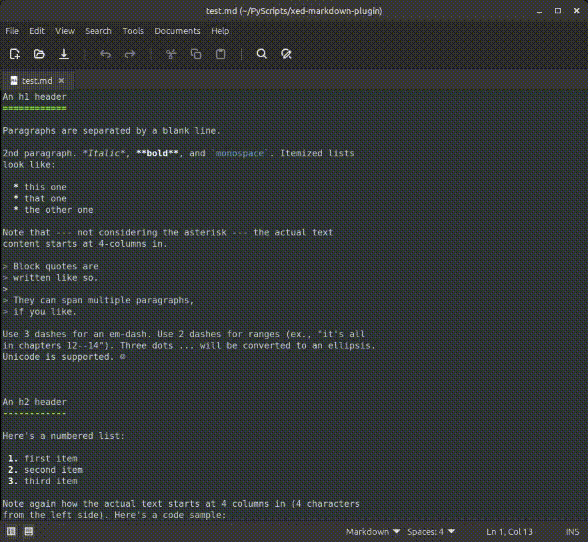 test.md (~/PyScripts/xed-markdown-plugin)
File Edit View Search Tools Documents Help
test.md
An h1 header
============
Paragraphs are separated by a blank line.
2nd paragraph. *Italic*, **bold**, and `monospace`. Itemized lists
look like:
* this one
* that one
* the other one
Note that --- not considering the asterisk --- the actual text
content starts at 4-columns in.
> Block quotes are
> written like so.
>
> They can span multiple paragraphs,
> if you like.
Use 3 dashes for an em-dash. Use 2 dashes for ranges (ex., "it's all
in chapters 12--14"). Three dots ... will be converted to an ellipsis.
Unicode is supported. ☺
An h2 header
------------
Here's a numbered list:
1. first item
2. second item
3. third item
Note again how the actual text starts at 4 columns in (4 characters
from the left side). Here's a code sample:
Markdown Spaces: 4 Ln 1, Col 13 INS